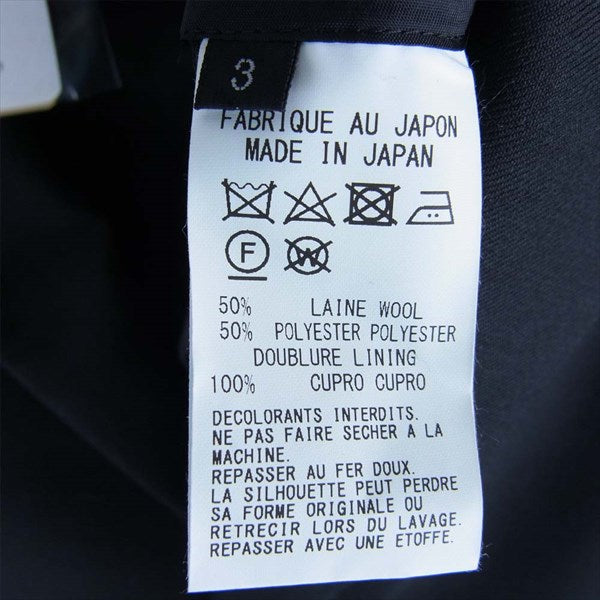 3
FABRIQUE AU JAPON
MADE IN JAPAN
F W
50% LAINE WOOL
50% POLYESTER POLYESTER
DOUBLURE LINING
100% CUPRO CUPRO
DECOLORANTS INTERDITS.
NE PAS FAIRE SECHER A LA
MACHINE.
REPASSER AU FER DOUX.
LA SILHOUETTE PEUT PERDRE
SA FORME ORIGINALE OU
RETRECIR LORS DU LAVAGE.
REPASSER AVEC UNE ETOFFE.